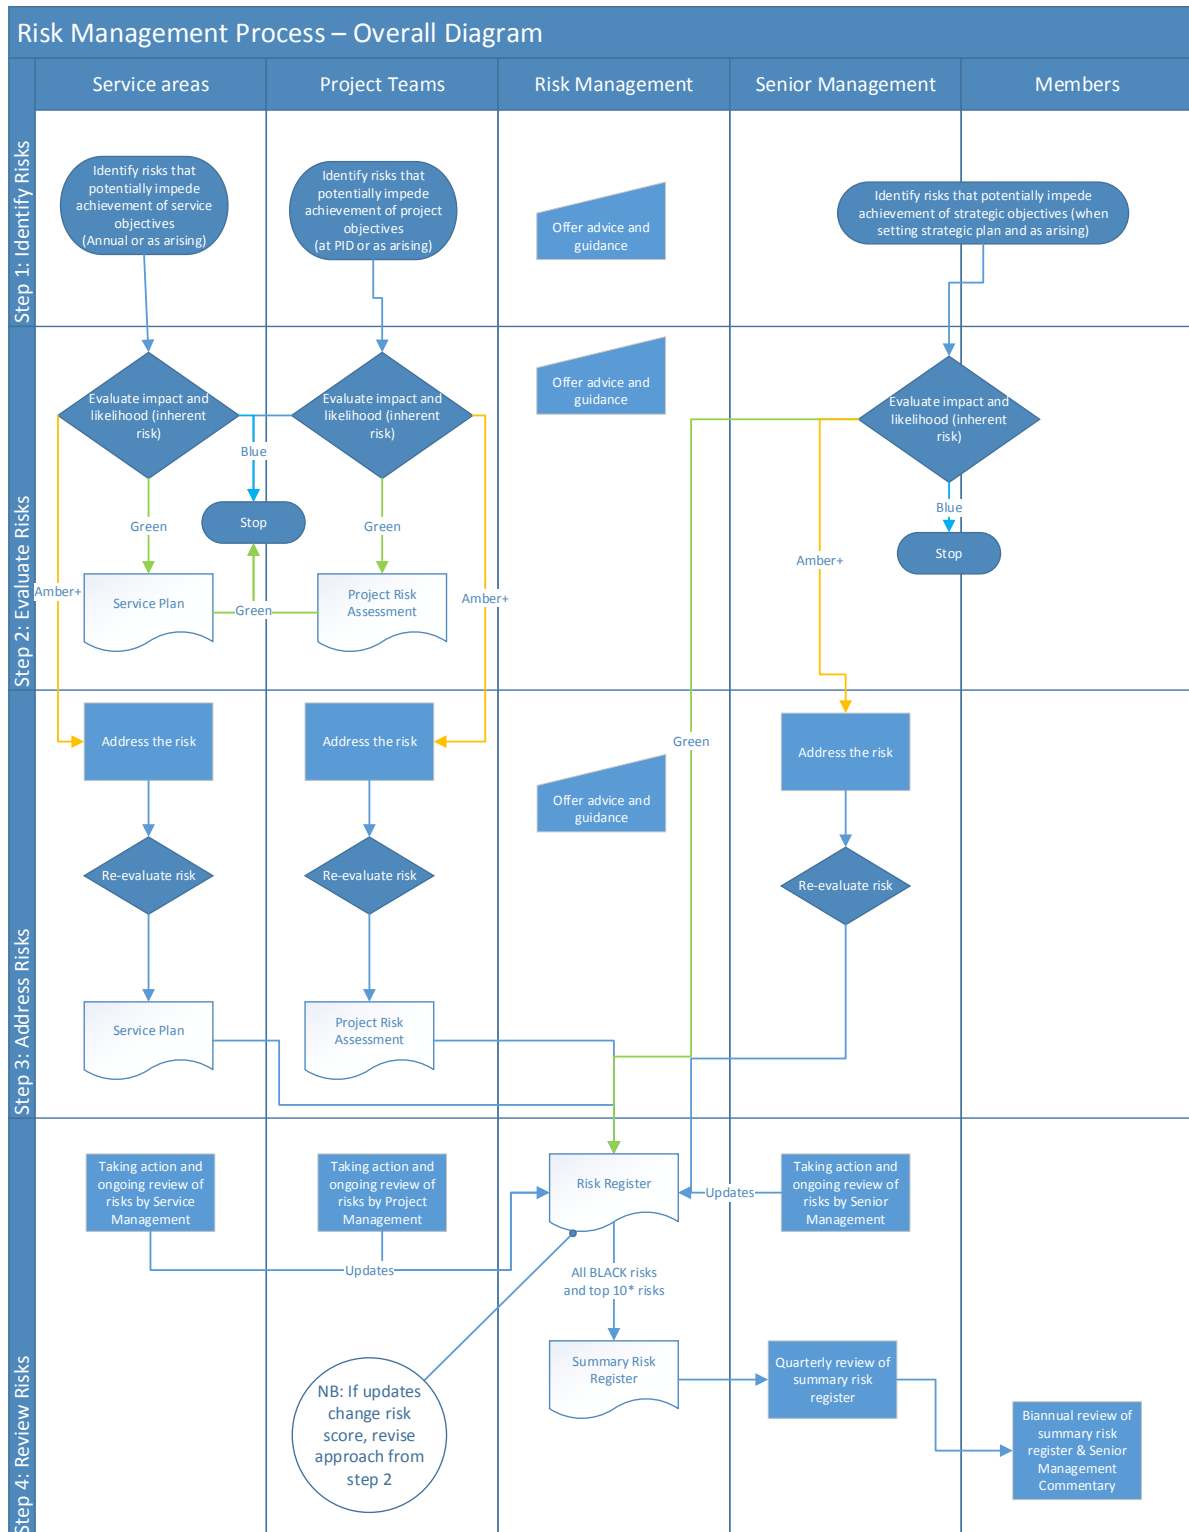 Risk Management Process – Overall Diagram
Service areas
Project Teams
Risk Management
Senior Management
Members
Step 1: Identify Risks
Identify risks that
potentially impede
achievement of service
objectives
(Annual or as arising)
Identify risks that
potentially impede
achievement of project
objectives
(at PID or as arising)
Offer advice and
guidance
Identify risks that potentially impede
achievement of strategic objectives (when
setting strategic plan and as arising)
Step 2: Evaluate Risks
Evaluate impact and
likelihood (inherent
risk)
Evaluate impact and
likelihood (inherent
risk)
Offer advice and
guidance
Evaluate impact and
likelihood (inherent
risk)
Blue
Blue
Stop
Green
Green
Stop
Amber+
Amber+
Amber+
Service Plan
Green
Project Risk
Assessment
Step 3: Address Risks
Address the risk
Address the risk
Green
Address the risk
Offer advice and
guidance
Re-evaluate risk
Re-evaluate risk
Re-evaluate risk
Service Plan
Project Risk
Assessment
Step 4: Review Risks
Taking action and
ongoing review of
risks by Service
Management
Taking action and
ongoing review of
risks by Project
Management
Risk Register
Updates
Taking action and
ongoing review of
risks by Senior
Management
Updates
All BLACK risks
and top 10* risks
NB: If updates
change risk
score, revise
approach from
step 2
Summary Risk
Register
Quarterly review of
summary risk
register
Biannual review of
summary risk
register & Senior
Management
Commentary